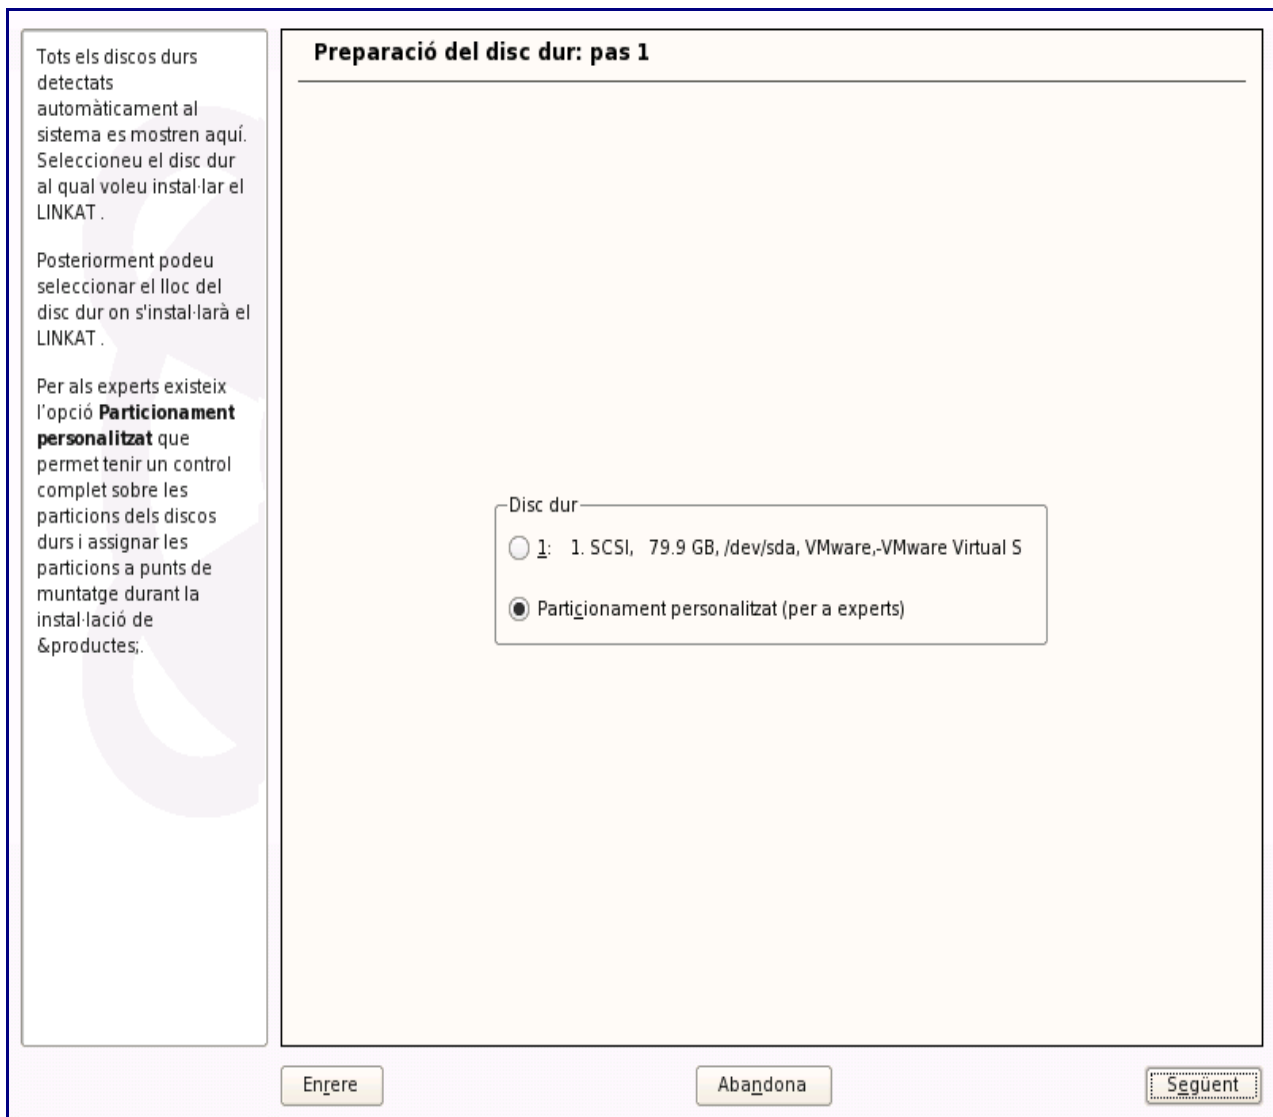 Tots els discos durs
detectats
automàticament al
sistema es mostren aquí.
Seleccioneu el disc dur
al qual voleu instal·lar el
LINKAT .
Posteriorment podeu
seleccionar el lloc del
disc dur on s'instal·larà el
LINKAT .
Per als experts existeix
l'opció Particionament
personalitzat que
permet tenir un control
complet sobre les
particions dels discos
durs i assignar les
particions a punts de
muntatge durant la
instal·lació de
&productes;.
Preparació del disc dur: pas 1
Disc dur
1: 1. SCSI, 79.9 GB, /dev/sda, VMware,-VMware Virtual S
Particionament personalitzat (per a experts)
Enrere
Abandona
Següent